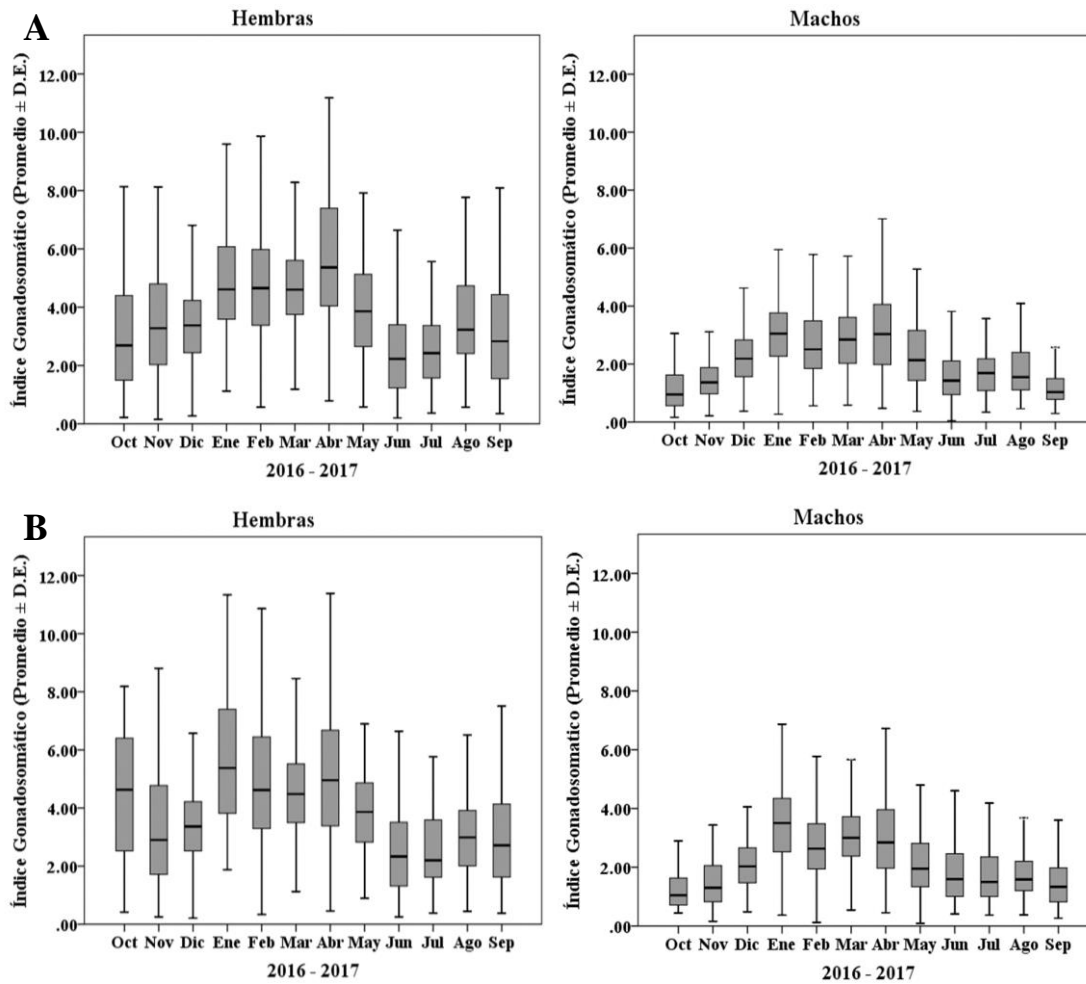 A
Hembras
Índice Gonadosomático (Promedio ± D.E.)
12.00
10.00
8.00
6.00
4.00
2.00
.00
Oct Nov Dic Ene Feb Mar Abr May Jun Jul Ago Sep
2016 - 2017
Machos
Índice Gonadosomático (Promedio ± D.E.)
12.00
10.00
8.00
6.00
4.00
2.00
.00
Oct Nov Dic Ene Feb Mar Abr May Jun Jul Ago Sep
2016 - 2017
B
Hembras
Índice Gonadosomático (Promedio ± D.E.)
12.00
10.00
8.00
6.00
4.00
2.00
.00
Oct Nov Dic Ene Feb Mar Abr May Jun Jul Ago Sep
2016 - 2017
Machos
Índice Gonadosomatico (Promedio ± D.E.)
12.00
10.00
8.00
6.00
4.00
2.00
.00
Oct Nov Dic Ene Feb Mar Abr May Jun Jul Ago Sep
2016 - 2017